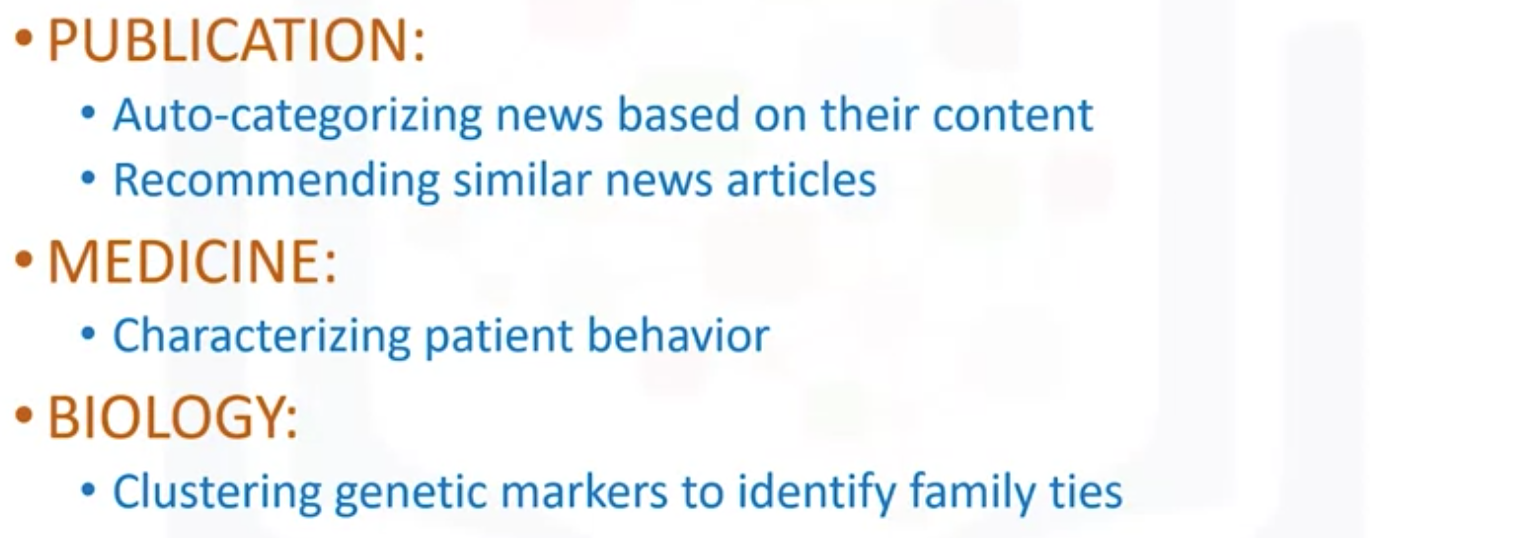 • PUBLICATION:
• Auto-categorizing news based on their content
• Recommending similar news articles
• MEDICINE:
• Characterizing patient behavior
• BIOLOGY:
• Clustering genetic markers to identify family ties